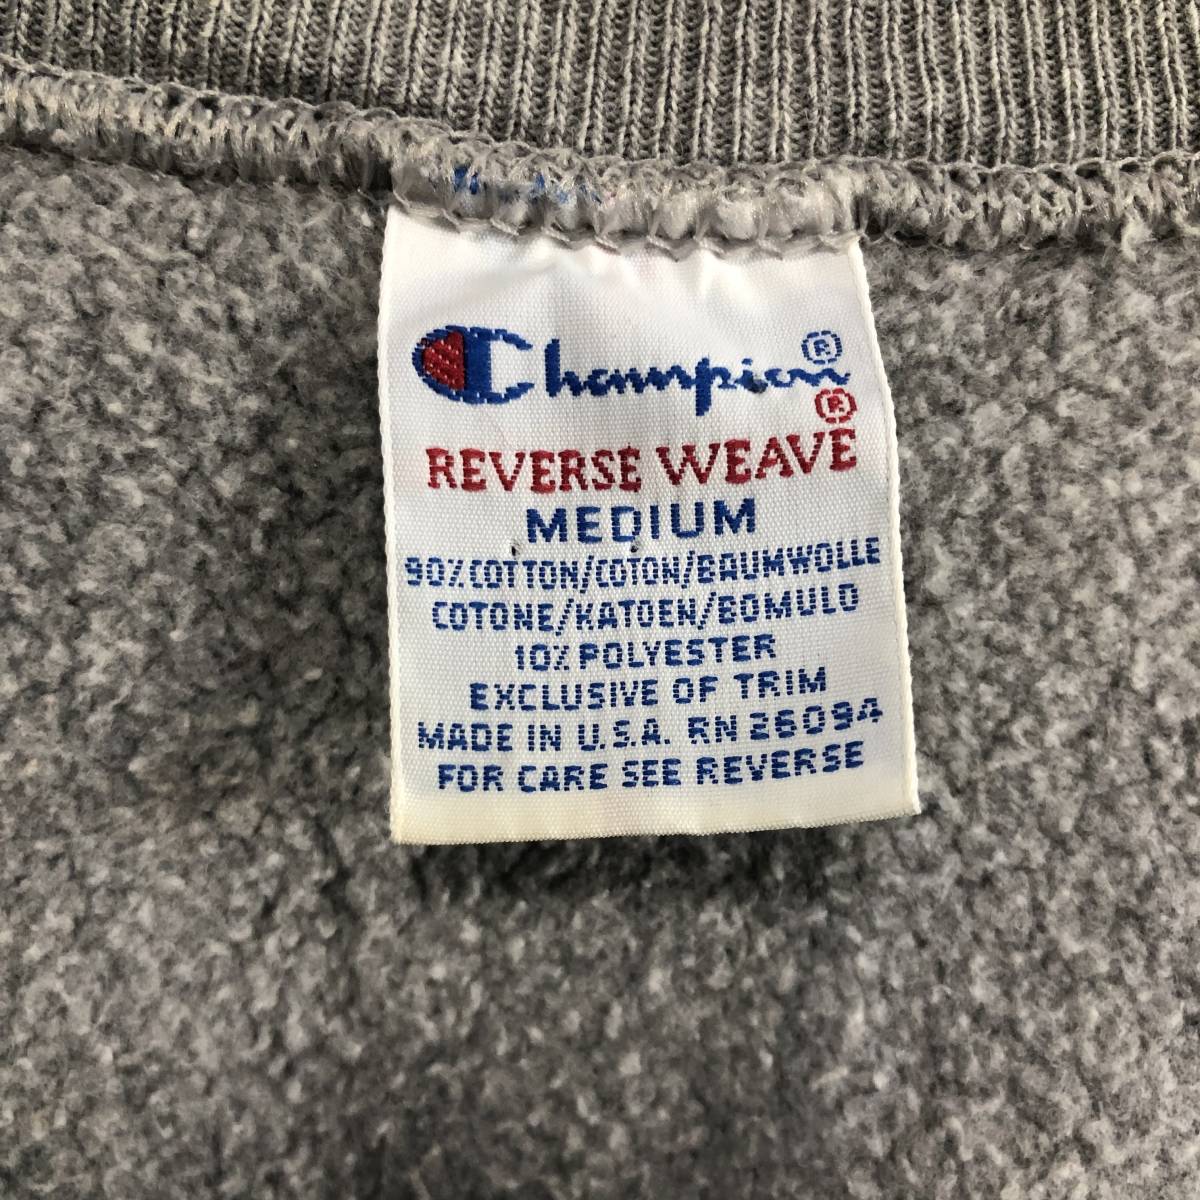 Champion®
®
REVERSE WEAVE
MEDIUM
90% COTTON/COTON/BAUMWOLLE
COTONE/KATOEN/BOMULD
10% POLYESTER
EXCLUSIVE OF TRIM
MADE IN U.S.A. RN 26094
FOR CARE SEE REVERSE